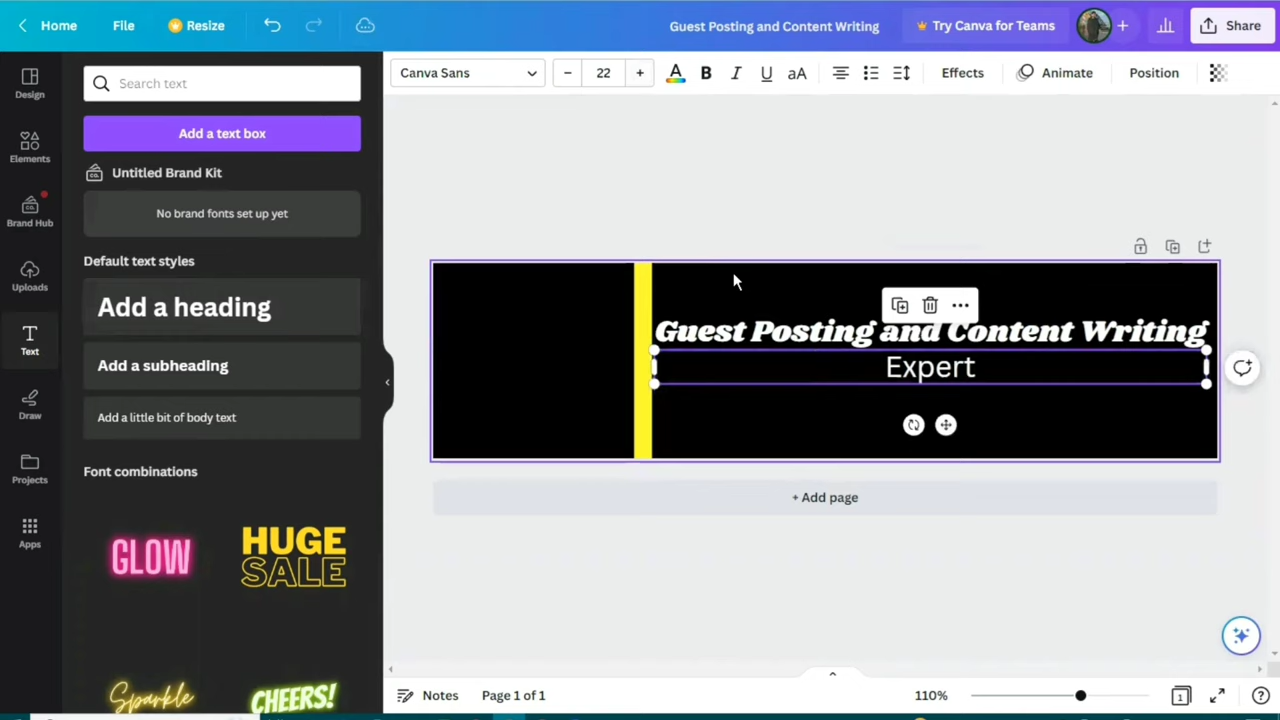 Home File Resize Guest Posting and Content Writing Try Canva for Teams Share
Design
Elements
Brand Hub
Uploads
Text
Draw
Projects
Apps
Search text
Add a text box
CO. Untitled Brand Kit
No brand fonts set up yet
Default text styles
Add a heading
Add a subheading
Add a little bit of body text
Font combinations
GLOW
HUGE
SALE
Sparkle
CHEERS!
Canva Sans 22 A B I U aA Effects Animate Position
Guest Posting and Content Writing
Expert
+ Add page
Notes Page 1 of 1 110% 1